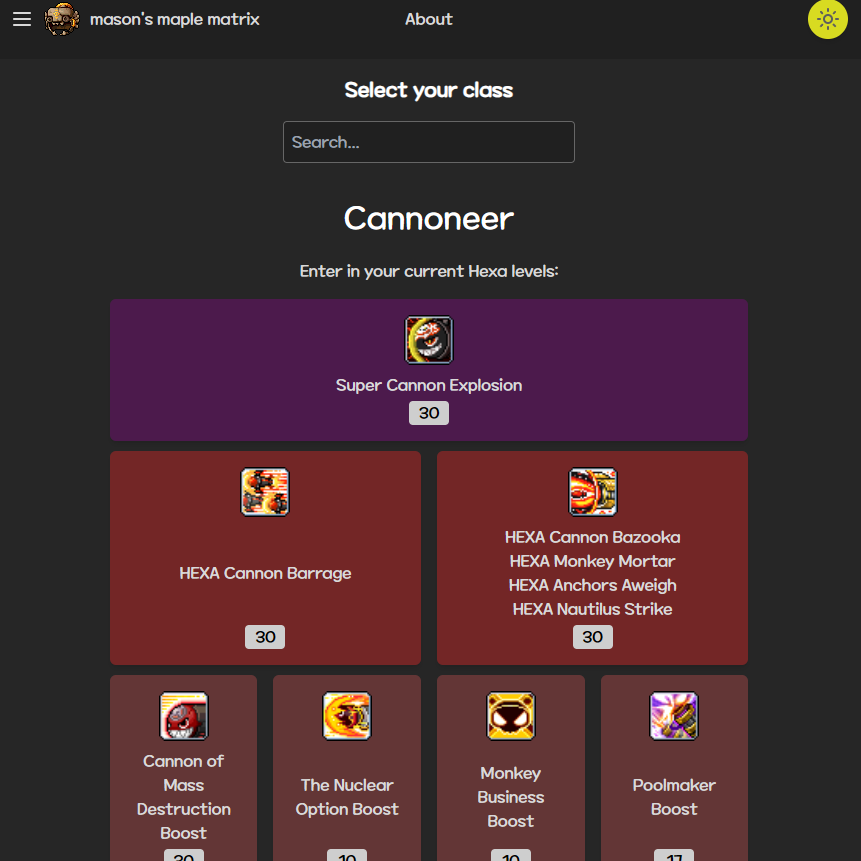 mason's maple matrix
About
Select your class
Search...
Cannoneer
Enter in your current Hexa levels:
Super Cannon Explosion
30
HEXA Cannon Barrage
30
HEXA Cannon Bazooka
HEXA Monkey Mortar
HEXA Anchors Aweigh
HEXA Nautilus Strike
30
Cannon of
Mass
Destruction
Boost
30
The Nuclear
Option Boost
10
Monkey
Business
Boost
10
Poolmaker
Boost
17